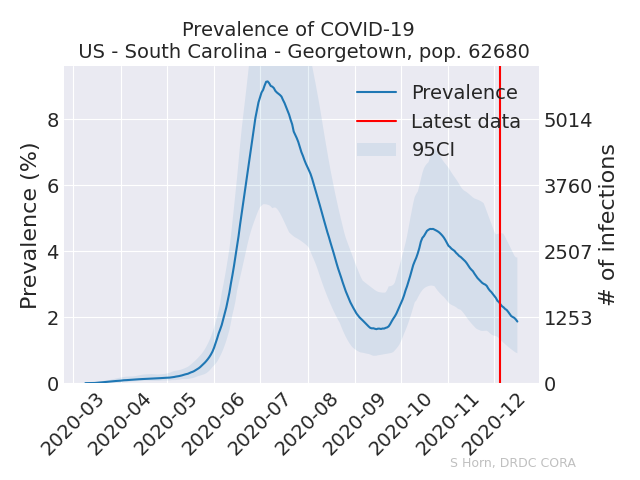 Prevalence of COVID-19
US - South Carolina - Georgetown, pop. 62680
Prevalence
Latest data
95CI
Prevalence (%)
8
6
4
2
0
# of infections
5014
3760
2507
1253
0
2020-03
2020-04
2020-05
2020-06
2020-07
2020-08
2020-09
2020-10
2020-11
2020-12
S Horn, DRDC CORA